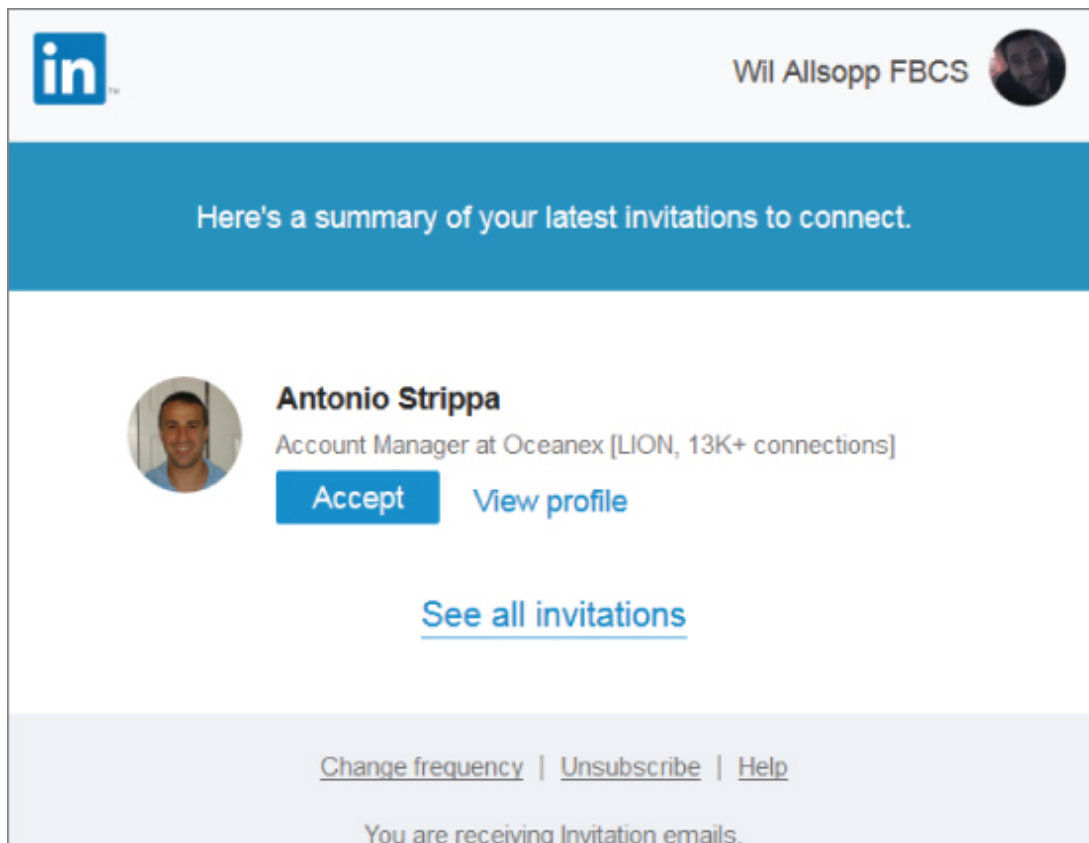 in™
Wil Allsopp FBCS
Here's a summary of your latest invitations to connect.
Antonio Strippa
Account Manager at Oceanex [LION, 13K+ connections]
Accept View profile
See all invitations
Change frequency | Unsubscribe | Help
You are receiving Invitation emails.